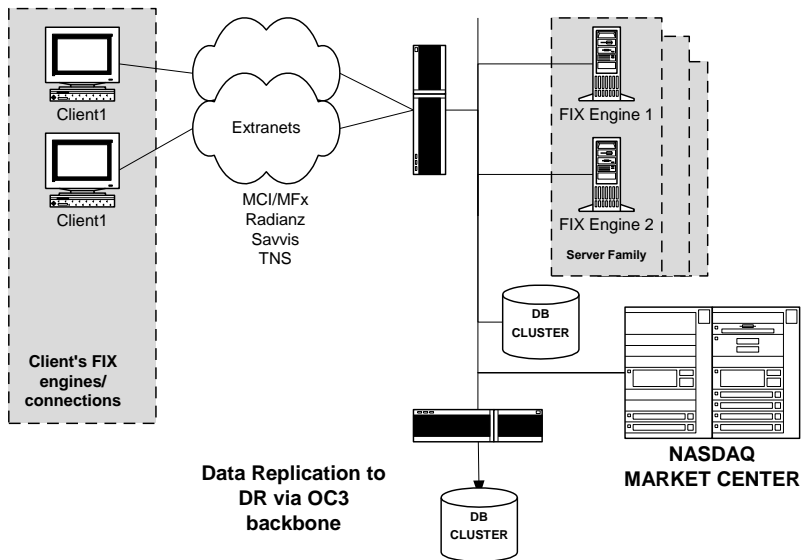 Client1
Client1
Client's FIX
engines/
connections
Extranets
MCI/MFx
Radianz
Savvis
TNS
FIX Engine 1
FIX Engine 2
Server Family
DB
CLUSTER
NASDAQ
MARKET CENTER
Data Replication to
DR via OC3
backbone
DB
CLUSTER